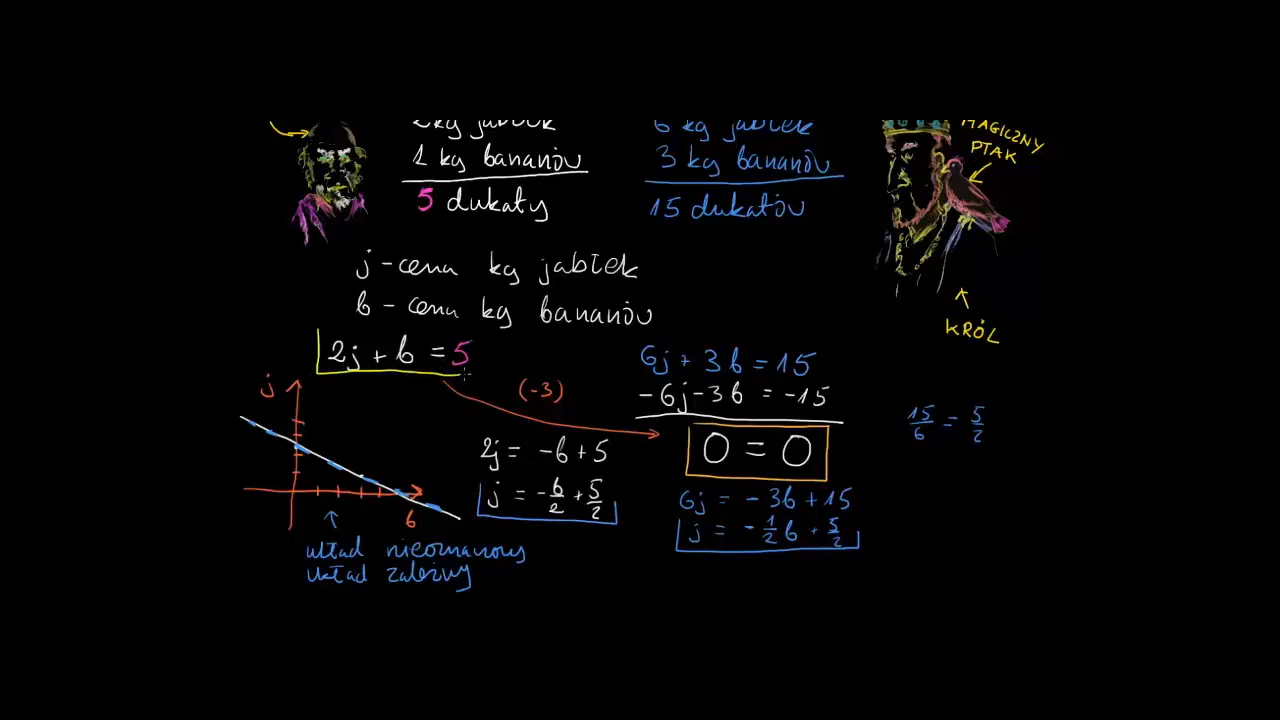 kg jabłek
1 kg bananów
5 dukaty
6 kg jabłek
3 kg bananów
15 dukatów
MAGICZNY
PTAK
KRÓL
j - cena kg jabłek
b - cena kg bananów
2j + b = 5
6j + 3b = 15
-6j - 3b = -15
(-3)
0 = 0
15/6 = 5/2
2j = -b + 5
j = -b/2 + 5/2
6j = -3b + 15
j = -1/2 b + 5/2
j
b
układ nieoznaczony
układ zależny